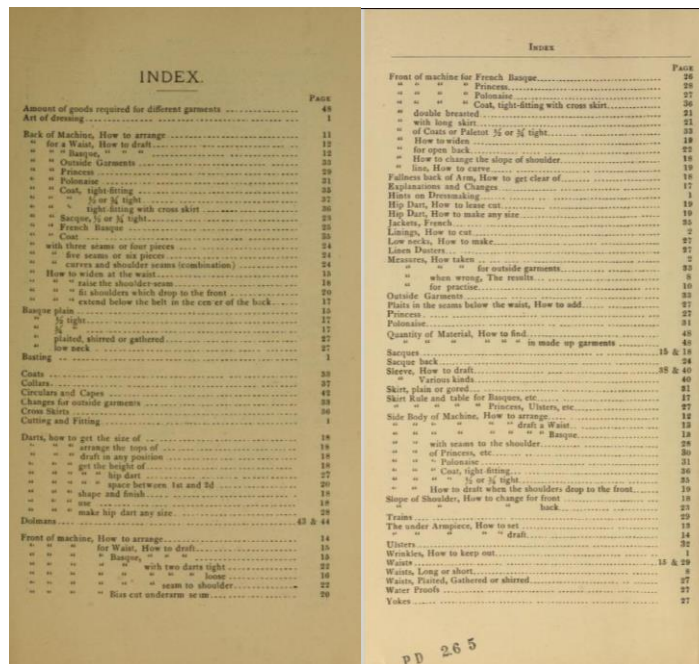 INDEX.
PAGE
Amount of goods required for different garments 48
Art of dressing 1
Back of Machine, How to arrange 11
" for a Waist, How to draft 12
" " " Basque, " " " 12
" " Outside Garments 33
" " Princess 29
" " Polonaise 31
" " Coat, tight-fitting 35
" " " ½ or ¾ tight 37
" " tight-fitting with cross skirt 36
" " Sacque, ½ or ¾ tight 23
" " French Basque 25
" " Coat 35
" with three seams or four pieces 24
" " five seams or six pieces 24
" " curves and shoulder seams (combination) 24
" How to widen at the waist 15
" " " raise the shoulder-seam 18
" " " fit shoulders which drop to the front 20
" " " extend below the belt in the center of the back 17
Basque plain 15
" ½ tight 17
" ¾ " 17
" plaited, shirred or gathered 27
" low neck 27
Basting 1
Coats 33
Collars 37
Circulars and Capes 42
Changes for outside garments 33
Cross Skirts 36
Cutting and Fitting 1
Darts, how to get the size of 18
" " " arrange the tops of 18
" " " draft in any position 18
" " " get the height of 18
" " " " " hip dart 27
" " " " space between 1st and 2d 20
" " " shape and finish 18
" " " use 18
" " " make hip dart any size 28
Dolmans 43 & 44
Front of machine, How to arrange 14
" " " for Waist, How to draft 15
" " " " Basque, " " " 15
" " " " " with two darts tight 22
" " " " " " " " loose 16
" " " " " seam to shoulder 22
" " " " Bias cut underarm seam 20
INDEX
PAGE
Front of machine for French Basque 26
" " " " Princess 29
" " " " Polonaise 27
" " " " Coat, tight-fitting with cross skirt 36
" double breasted 21
" with long skirt 21
" of Coats or Paletot ½ or ¾ tight 33
" How to widen 19
" for open back 22
" How to change the slope of shoulder 18
" line, How to curve 19
Fullness back of Arm, How to get clear of 18
Explanations and Changes 17
Hints on Dressmaking 1
Hip Dart, How to lease cut 19
Hip Dart, How to make any size 19
Jackets, French 35
Linings, How to cut 2
Low necks, How to make 27
Linen Dusters 27
Measures, How taken 2
" " " for outside garments 33
" when wrong, The results 8
" for practise 10
Outside Garments 33
Plaits in the seams below the waist, How to add 27
Princess 27
Polonaise 31
Quantity of Material, How to find
" " " " " in made up garments 48
Sacques 15 & 18
Sacque back 24
Sleeve, How to draft 38 & 40
" Various kinds 40
Skirt, plain or gored 21
Skirt Rule and table for Basques, etc 17
" " " " " Princess, Ulsters, etc 27
Side Body of Machine, How to arrange 12
" " " " " draft a Waist 13
" " " " " " " Basque 13
" " with seams to the shoulder 28
" " of Princess, etc 30
" " " Polonaise 31
" " " Coat, tight-fitting 36
" " " " ½ or ¾ tight 35
" " How to draft when the shoulders drop to the front 19
Slope of Shoulder, How to change for front 18
" " " " " " back 23
Trains 29
The under Armpiece, How to set 13
" " " " " draft 14
Ulsters 32
Wrinkles, How to keep out
Waists 15 & 29
Waists, Long or short 8
Waists, Plaited, Gathered or shirred 27
Water Proofs 27
Yokes 27
PD 265